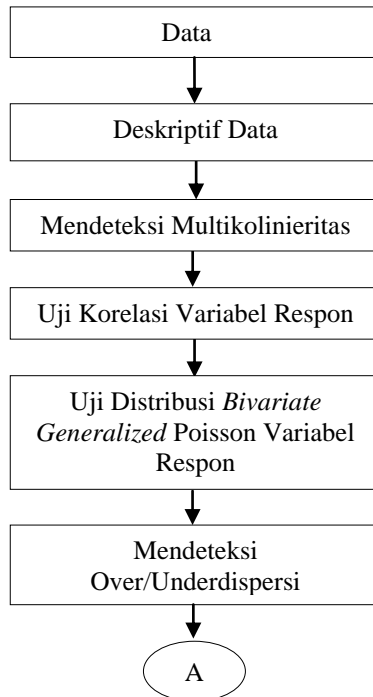 Data
Deskriptif Data
Mendeteksi Multikolinieritas
Uji Korelasi Variabel Respon
Uji Distribusi Bivariate
Generalized Poisson Variabel
Respon
Mendeteksi
Over/Underdispersi
A